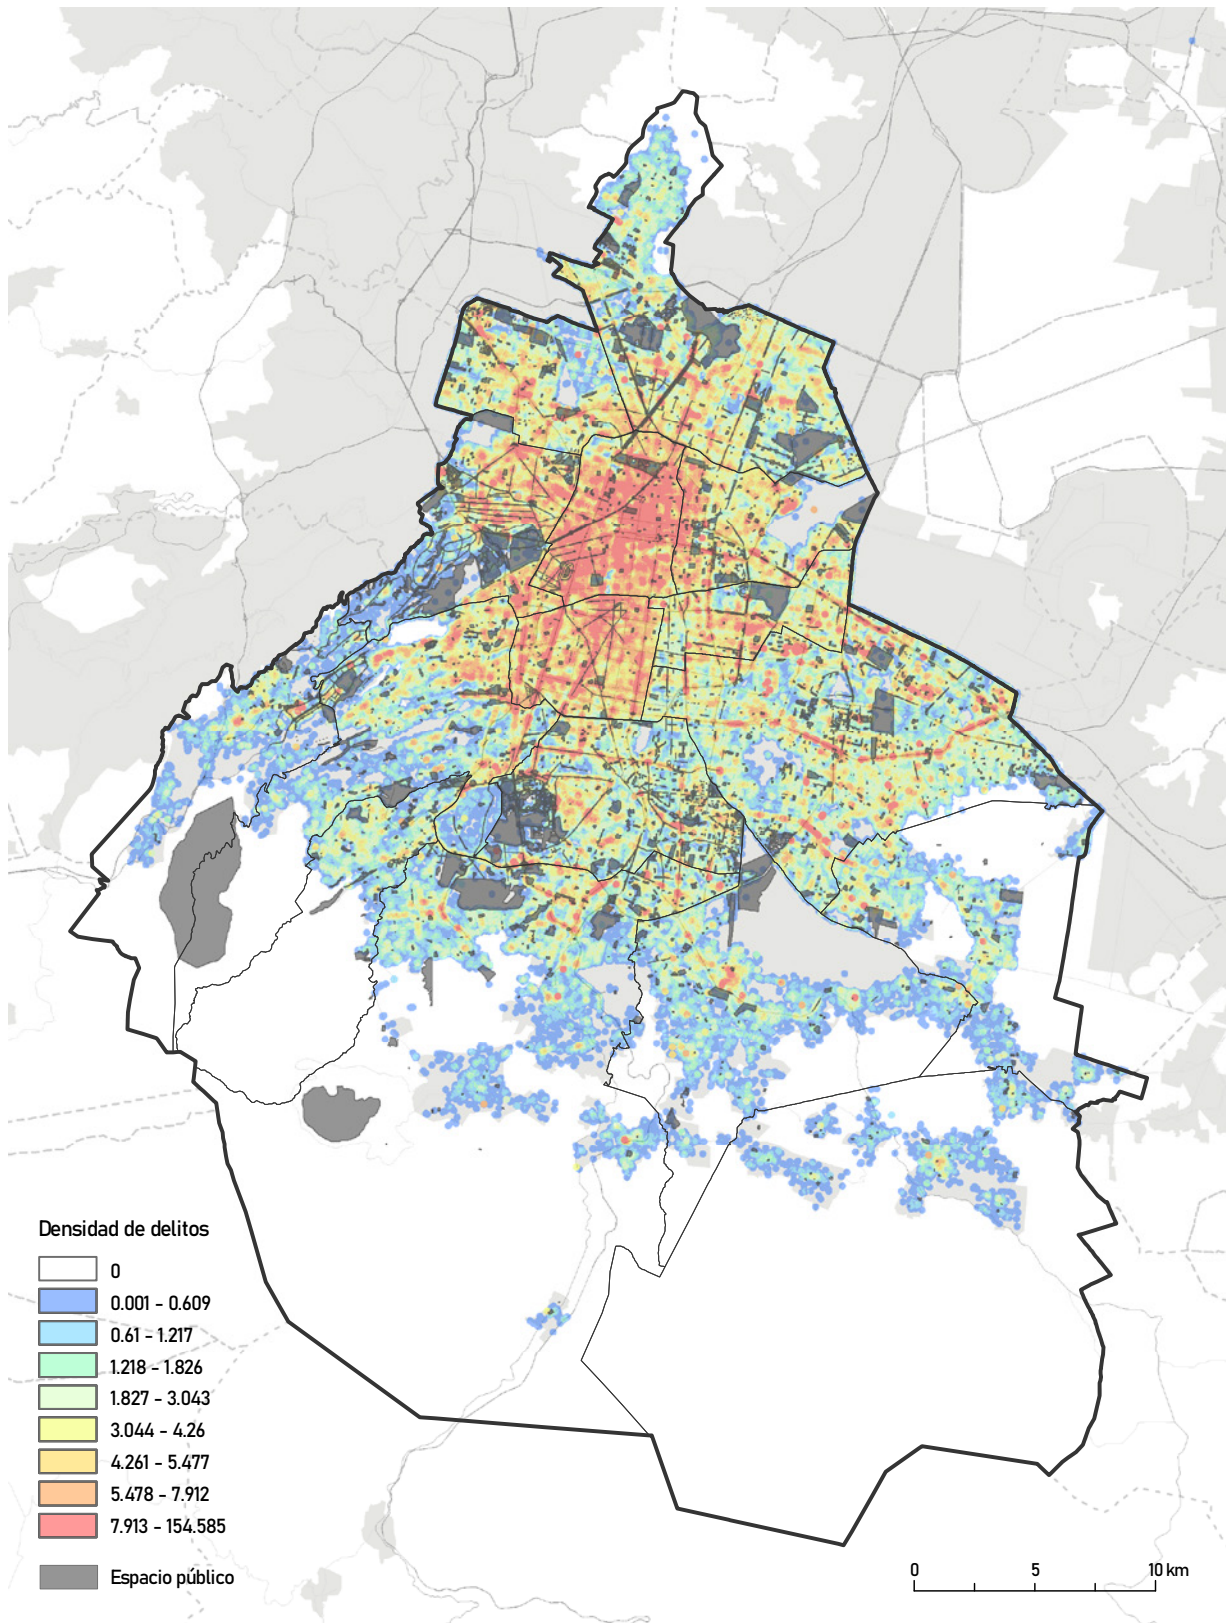 Densidad de delitos
0
0.001 - 0.609
0.61 - 1.217
1.218 - 1.826
1.827 - 3.043
3.044 - 4.26
4.261 - 5.477
5.478 - 7.912
7.913 - 154.585
Espacio público
0 5 10 km